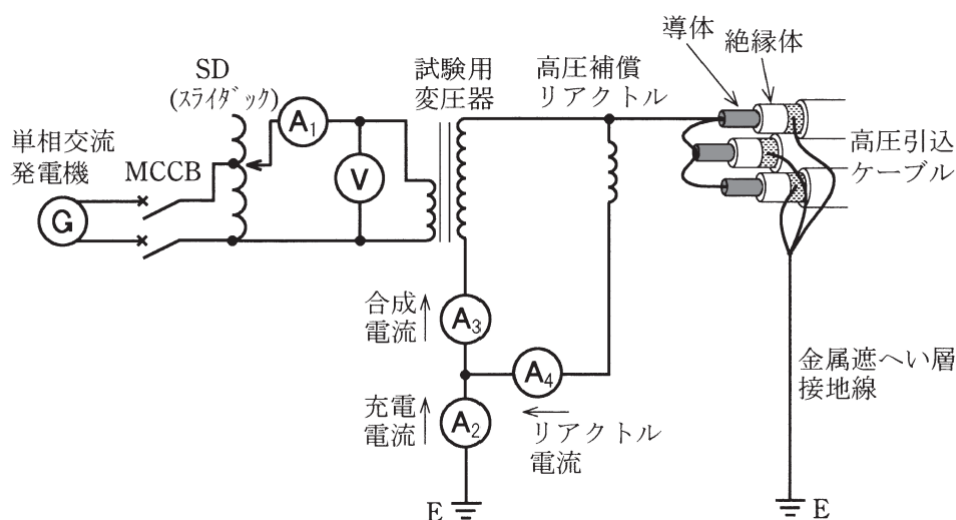 導体
絶縁体
SD
(スライダック)
試験用
変圧器
高圧補償
リアクトル
A1
単相交流
発電機
MCCB
V
G
高圧引込
ケーブル
合成
電流
A3
A4
金属遮へい層
接地線
充電
電流
A2
リアクトル
電流
E
E